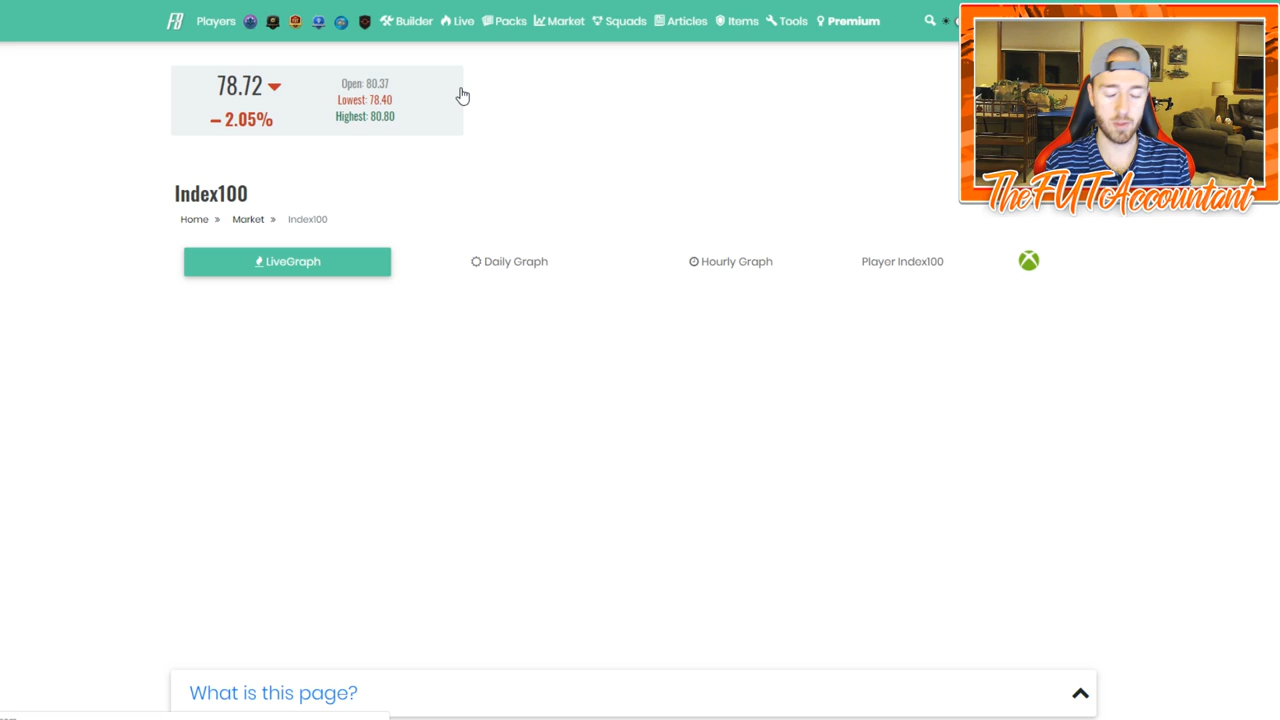 F8 Players Builder Live Packs Market Squads Articles Items Tools Premium
78.72
– 2.05%
Open: 80.37
Lowest: 78.40
Highest: 80.80
TheFUTAccountant
Index100
Home » Market » Index100
LiveGraph Daily Graph Hourly Graph Player Index100
What is this page?